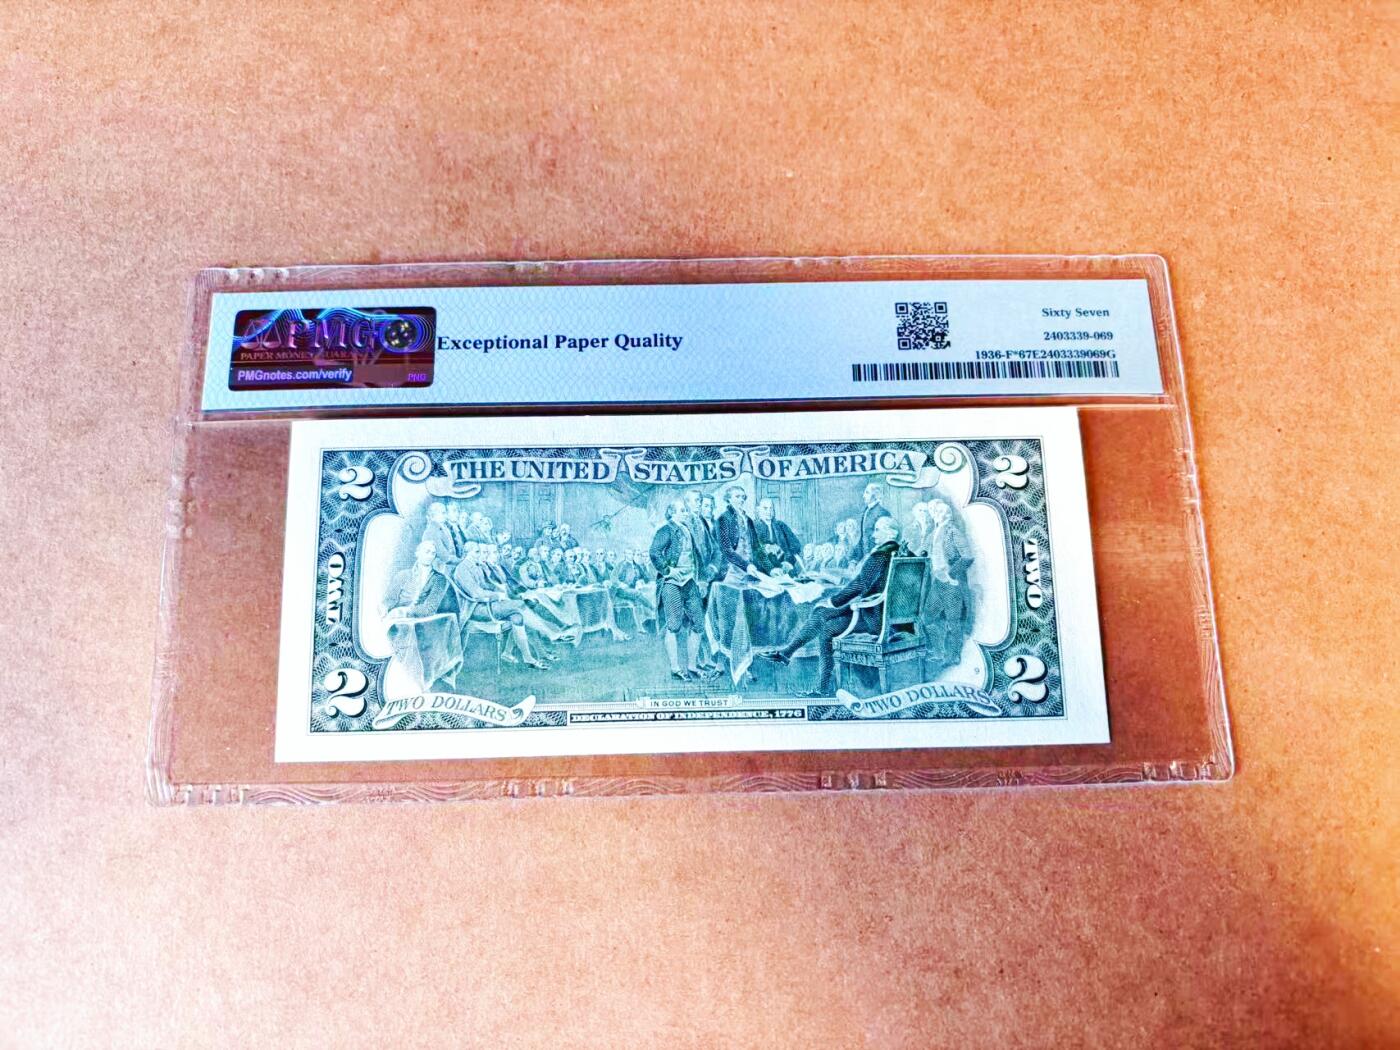 PMG
PAPER MONEY GUARANTY
PMGnotes.com/verify
PNG
Exceptional Paper Quality
Sixty Seven
2403339-069
1936-F*67E2403339069G
THE UNITED STATES OF AMERICA
2
2
TWO
TWO
2
2
TWO DOLLARS
TWO DOLLARS
9
IN GOD WE TRUST
DECLARATION OF INDEPENDENCE, 1776